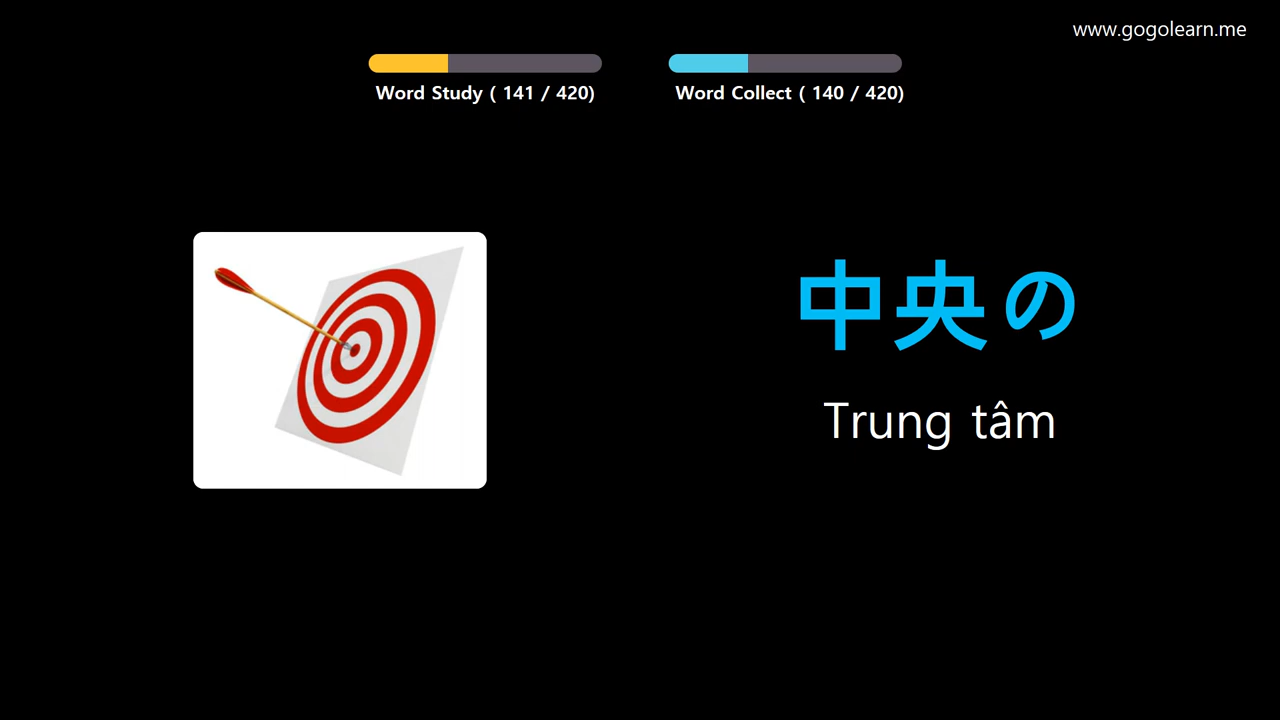 www.gogolearn.me
Word Study ( 141 / 420)
Word Collect ( 140 / 420)
中央の
Trung tâm